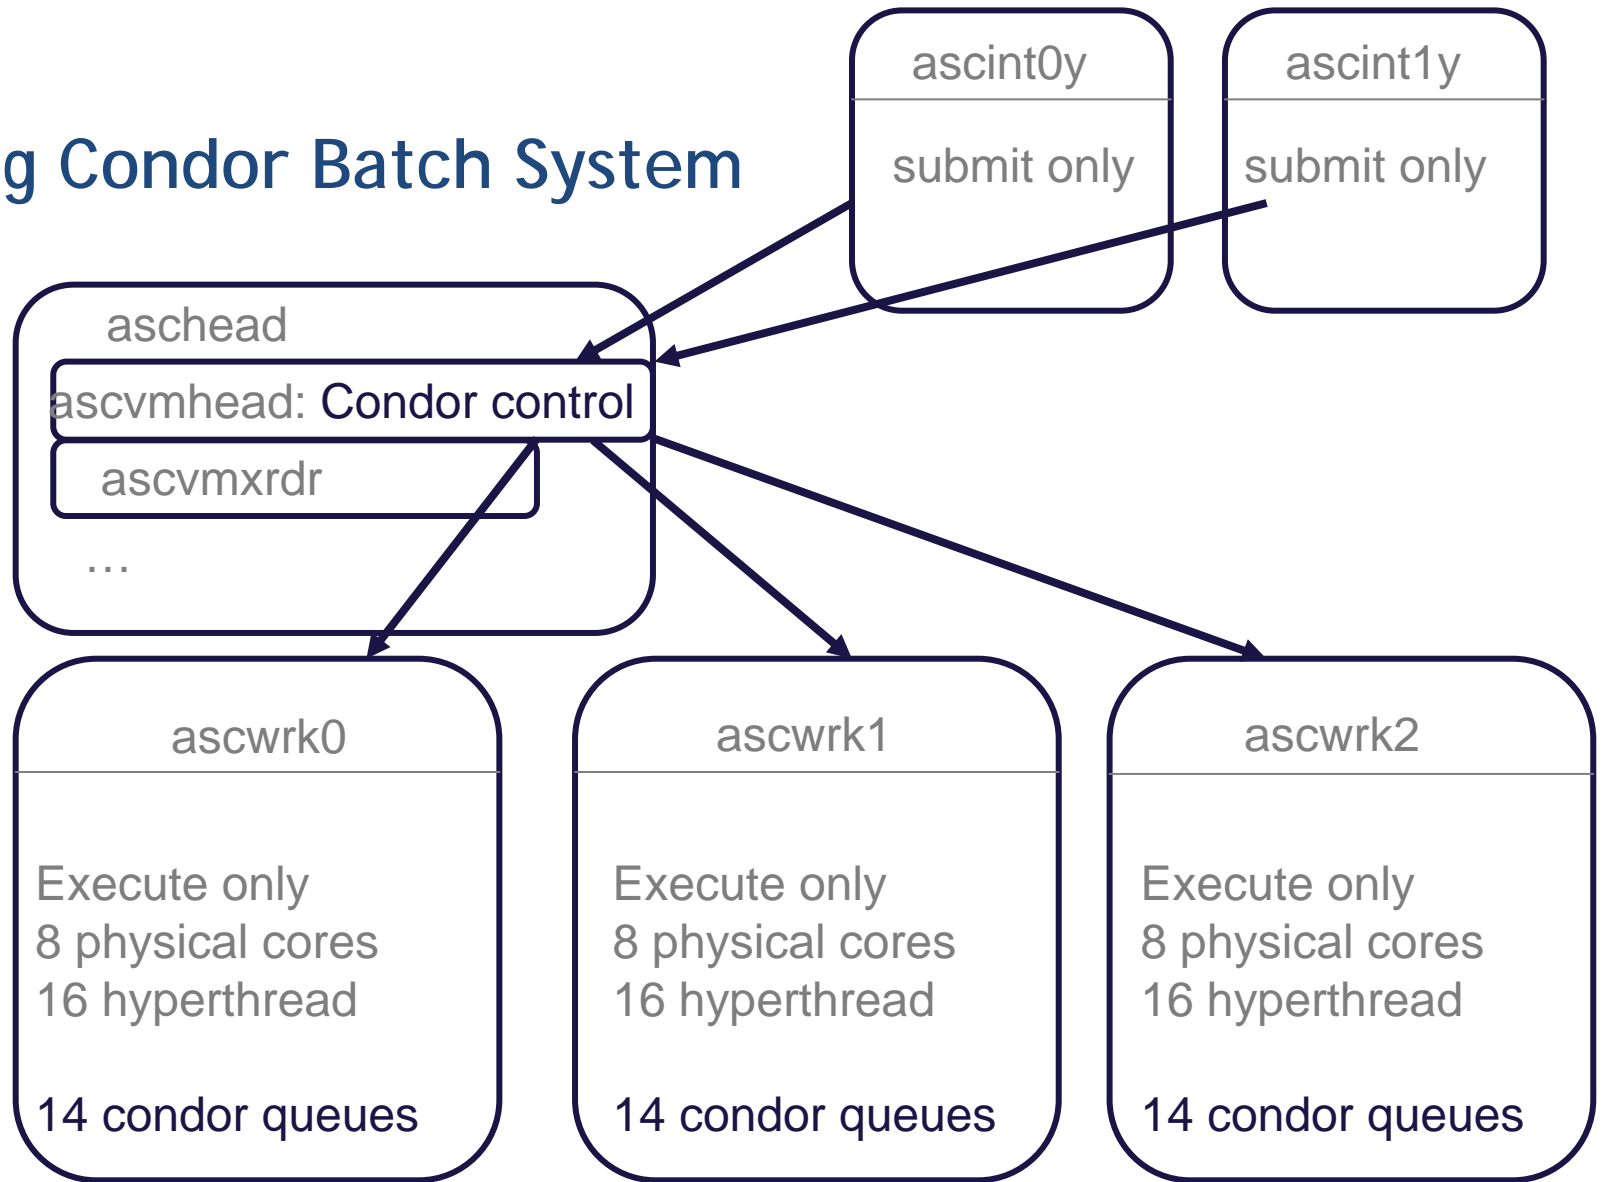 g Condor Batch System
ascint0y
submit only
ascint1y
submit only
aschead
ascvmhead: Condor control
ascvmxrdr
…
ascwrk0
Execute only
8 physical cores
16 hyperthread
14 condor queues
ascwrk1
Execute only
8 physical cores
16 hyperthread
14 condor queues
ascwrk2
Execute only
8 physical cores
16 hyperthread
14 condor queues